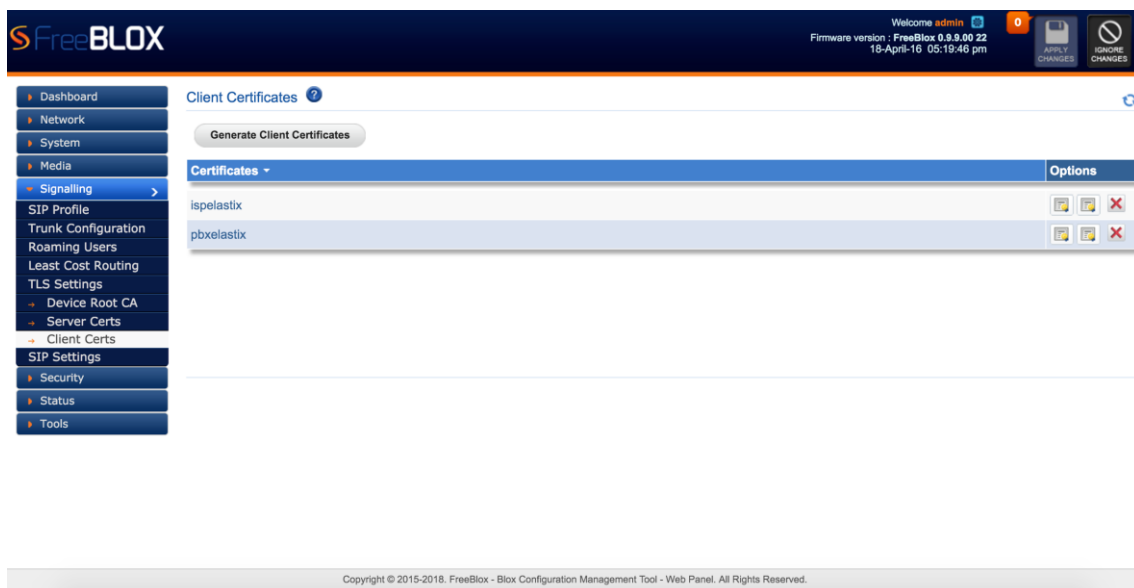 FreeBLOX
Welcome admin
Firmware version : FreeBlox 0.9.9.00 22
18-April-16 05:19:46 pm
0
APPLY
CHANGES
IGNORE
CHANGES
Dashboard
Network
System
Media
Signalling
SIP Profile
Trunk Configuration
Roaming Users
Least Cost Routing
TLS Settings
Device Root CA
Server Certs
Client Certs
SIP Settings
Security
Status
Tools
Client Certificates ?
Generate Client Certificates
Certificates Options
ispelastix
pbxelastix
Copyright © 2015-2018. FreeBlox - Blox Configuration Management Tool - Web Panel. All Rights Reserved.